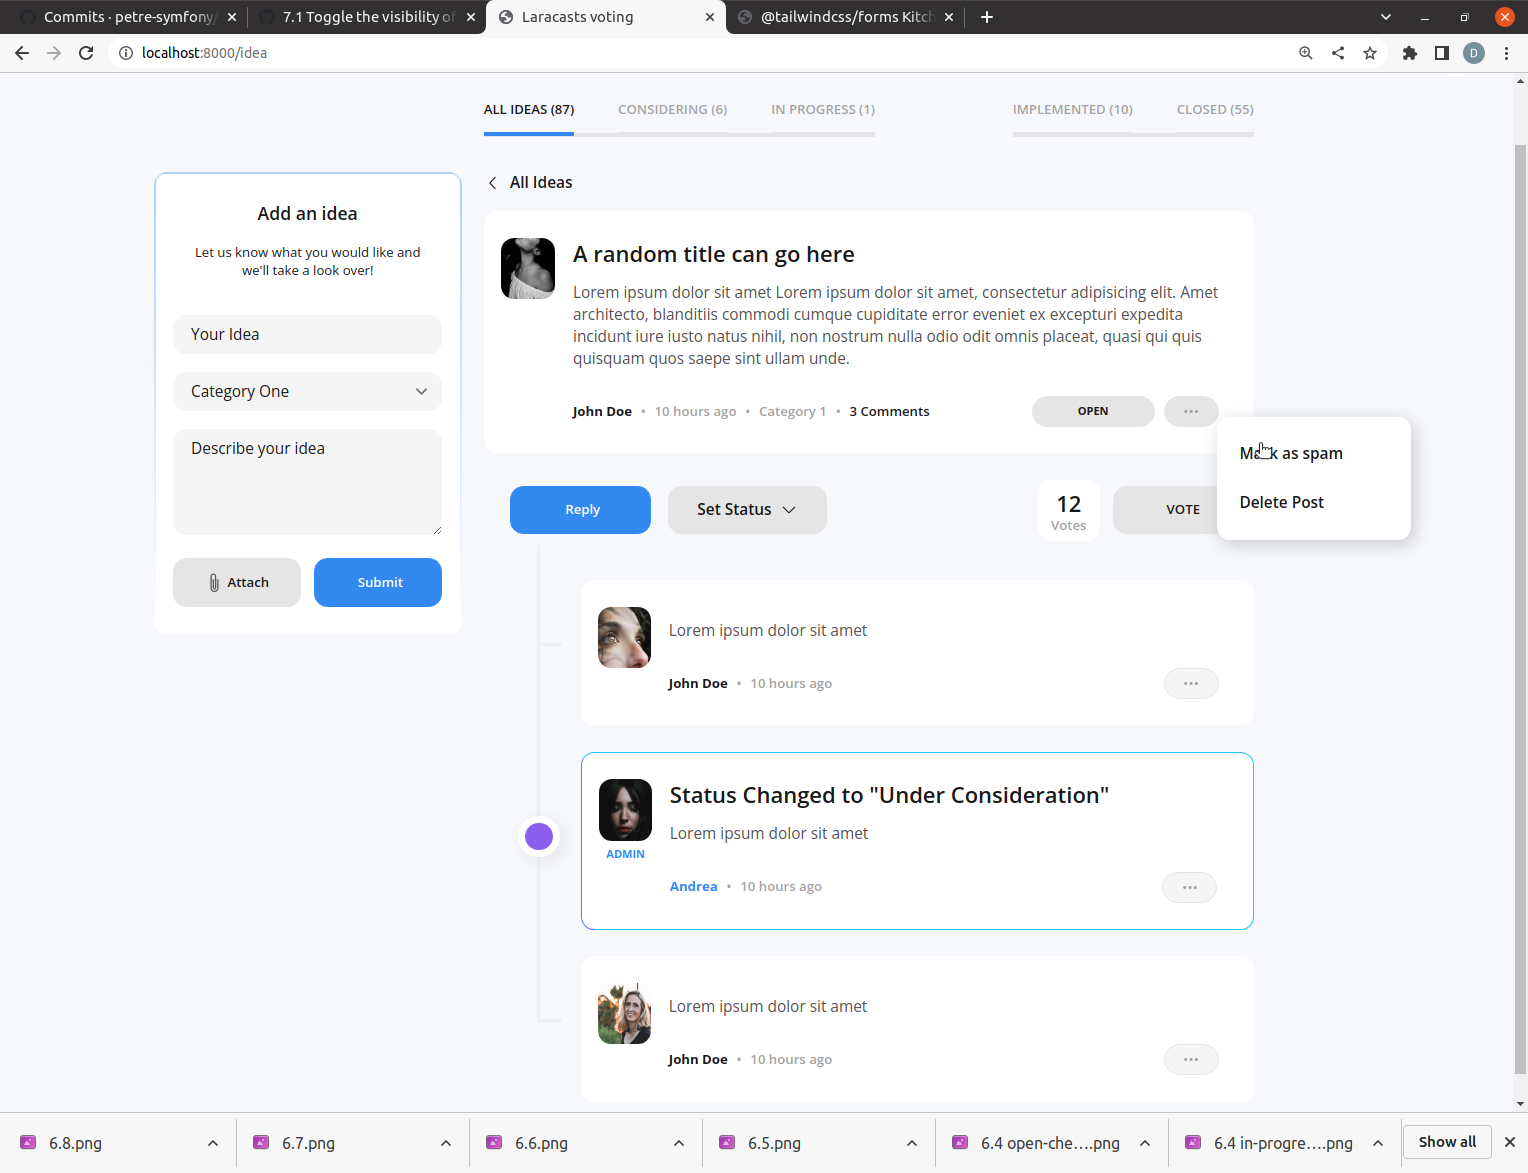 Commits · petre-symfony/
7.1 Toggle the visibility of
Laracasts voting
@tailwindcss/forms Kitch
localhost:8000/idea
D
ALL IDEAS (87)
CONSIDERING (6)
IN PROGRESS (1)
IMPLEMENTED (10)
CLOSED (55)
Add an idea
Let us know what you would like and
we'll take a look over!
Your Idea
Category One
Describe your idea
Attach
Submit
All Ideas
A random title can go here
Lorem ipsum dolor sit amet Lorem ipsum dolor sit amet, consectetur adipisicing elit. Amet
architecto, blanditiis commodi cumque cupiditate error eveniet ex excepturi expedita
incidunt iure iusto natus nihil, non nostrum nulla odio odit omnis placeat, quasi qui quis
quisquam quos saepe sint ullam unde.
John Doe • 10 hours ago • Category 1 • 3 Comments
OPEN
Mark as spam
Delete Post
Reply
Set Status
12
Votes
VOTE
Lorem ipsum dolor sit amet
John Doe • 10 hours ago
Status Changed to "Under Consideration"
Lorem ipsum dolor sit amet
ADMIN
Andrea • 10 hours ago
Lorem ipsum dolor sit amet
John Doe • 10 hours ago
6.8.png
6.7.png
6.6.png
6.5.png
6.4 open-che....png
6.4 in-progre....png
Show all